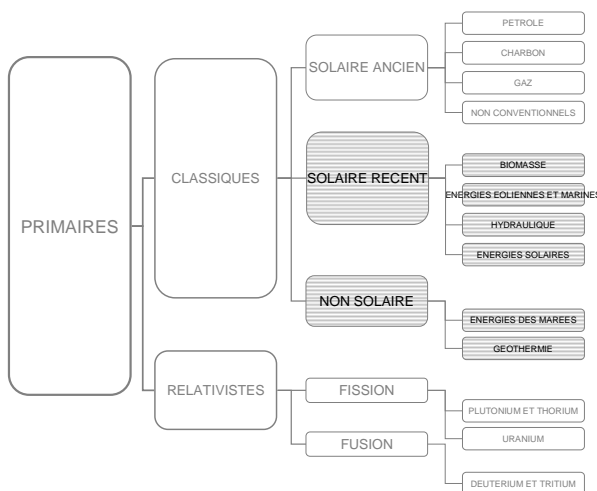 PRIMAIRES
CLASSIQUES
SOLAIRE ANCIEN
PETROLE
CHARBON
GAZ
NON CONVENTIONNELS
SOLAIRE RECENT
BIOMASSE
ENERGIES EOLIENNES ET MARINES
HYDRAULIQUE
ENERGIES SOLAIRES
NON SOLAIRE
ENERGIES DES MAREES
GEOTHERMIE
RELATIVISTES
FISSION
PLUTONIUM ET THORIUM
URANIUM
FUSION
DEUTERIUM ET TRITIUM